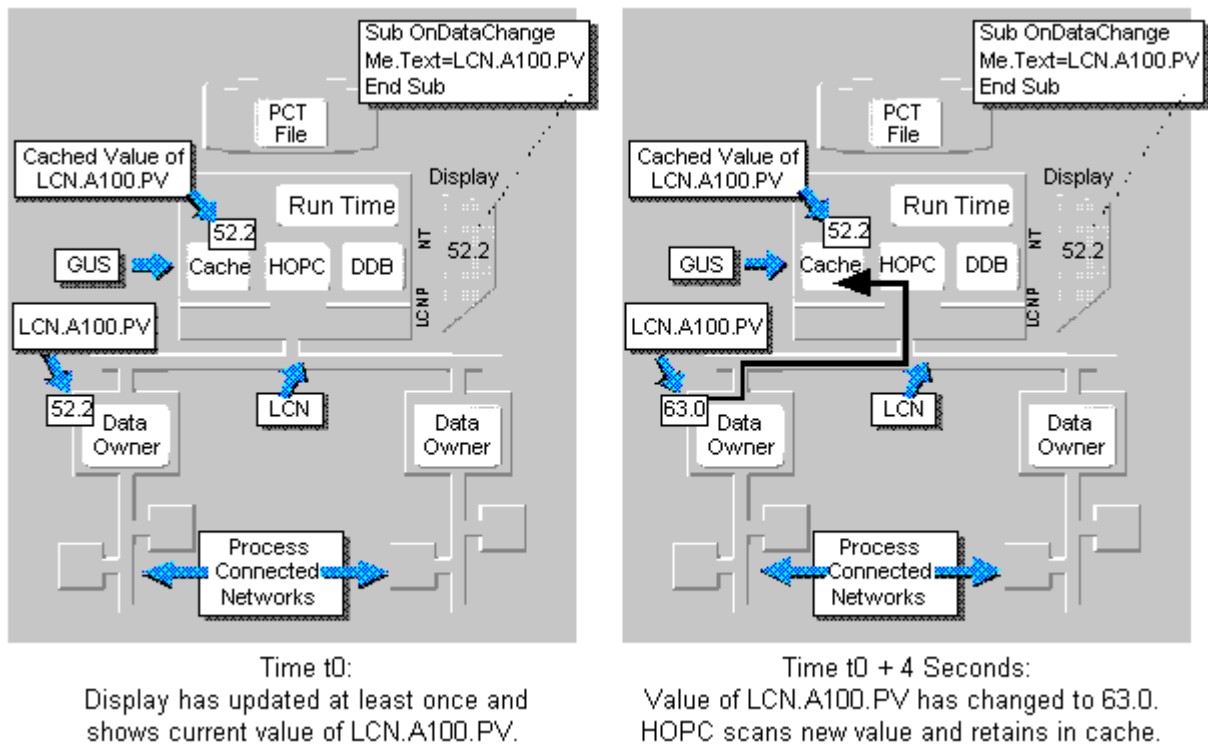 Sub OnDataChange
Me.Text=LCN.A100.PV
End Sub
PCT
File
Cached Value of
LCN.A100.PV
Display
Run Time
52.2
NT
52.2
GUS
Cache
HOPC
DDB
LCNP
LCN.A100.PV
52.2
LCN
Data
Owner
Data
Owner
Process
Connected
Networks
Time t0:
Display has updated at least once and
shows current value of LCN.A100.PV.
Sub OnDataChange
Me.Text=LCN.A100.PV
End Sub
PCT
File
Cached Value of
LCN.A100.PV
Display
Run Time
52.2
NT
52.2
GUS
Cache
HOPC
DDB
LCNP
LCN.A100.PV
63.0
LCN
Data
Owner
Data
Owner
Process
Connected
Networks
Time t0 + 4 Seconds:
Value of LCN.A100.PV has changed to 63.0.
HOPC scans new value and retains in cache.